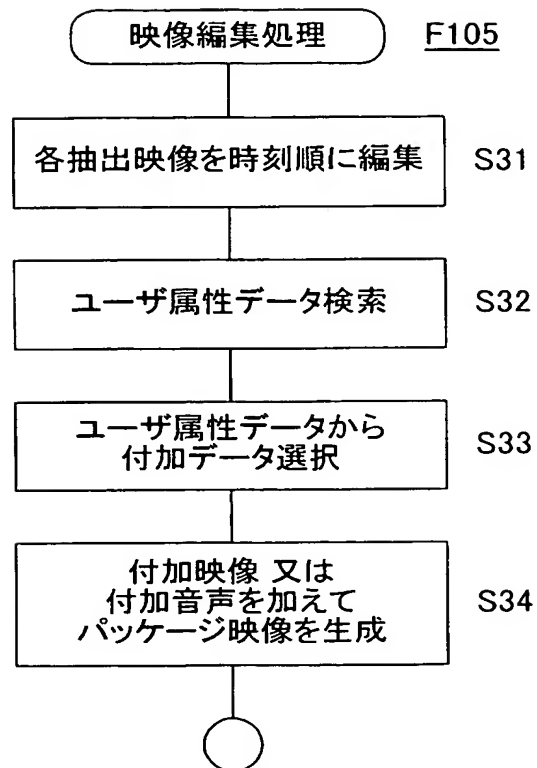 映像編集処理 F105
各抽出映像を時刻順に編集 S31
ユーザ属性データ検索 S32
ユーザ属性データから
付加データ選択 S33
付加映像 又は
付加音声を加えて S34
パッケージ映像を生成